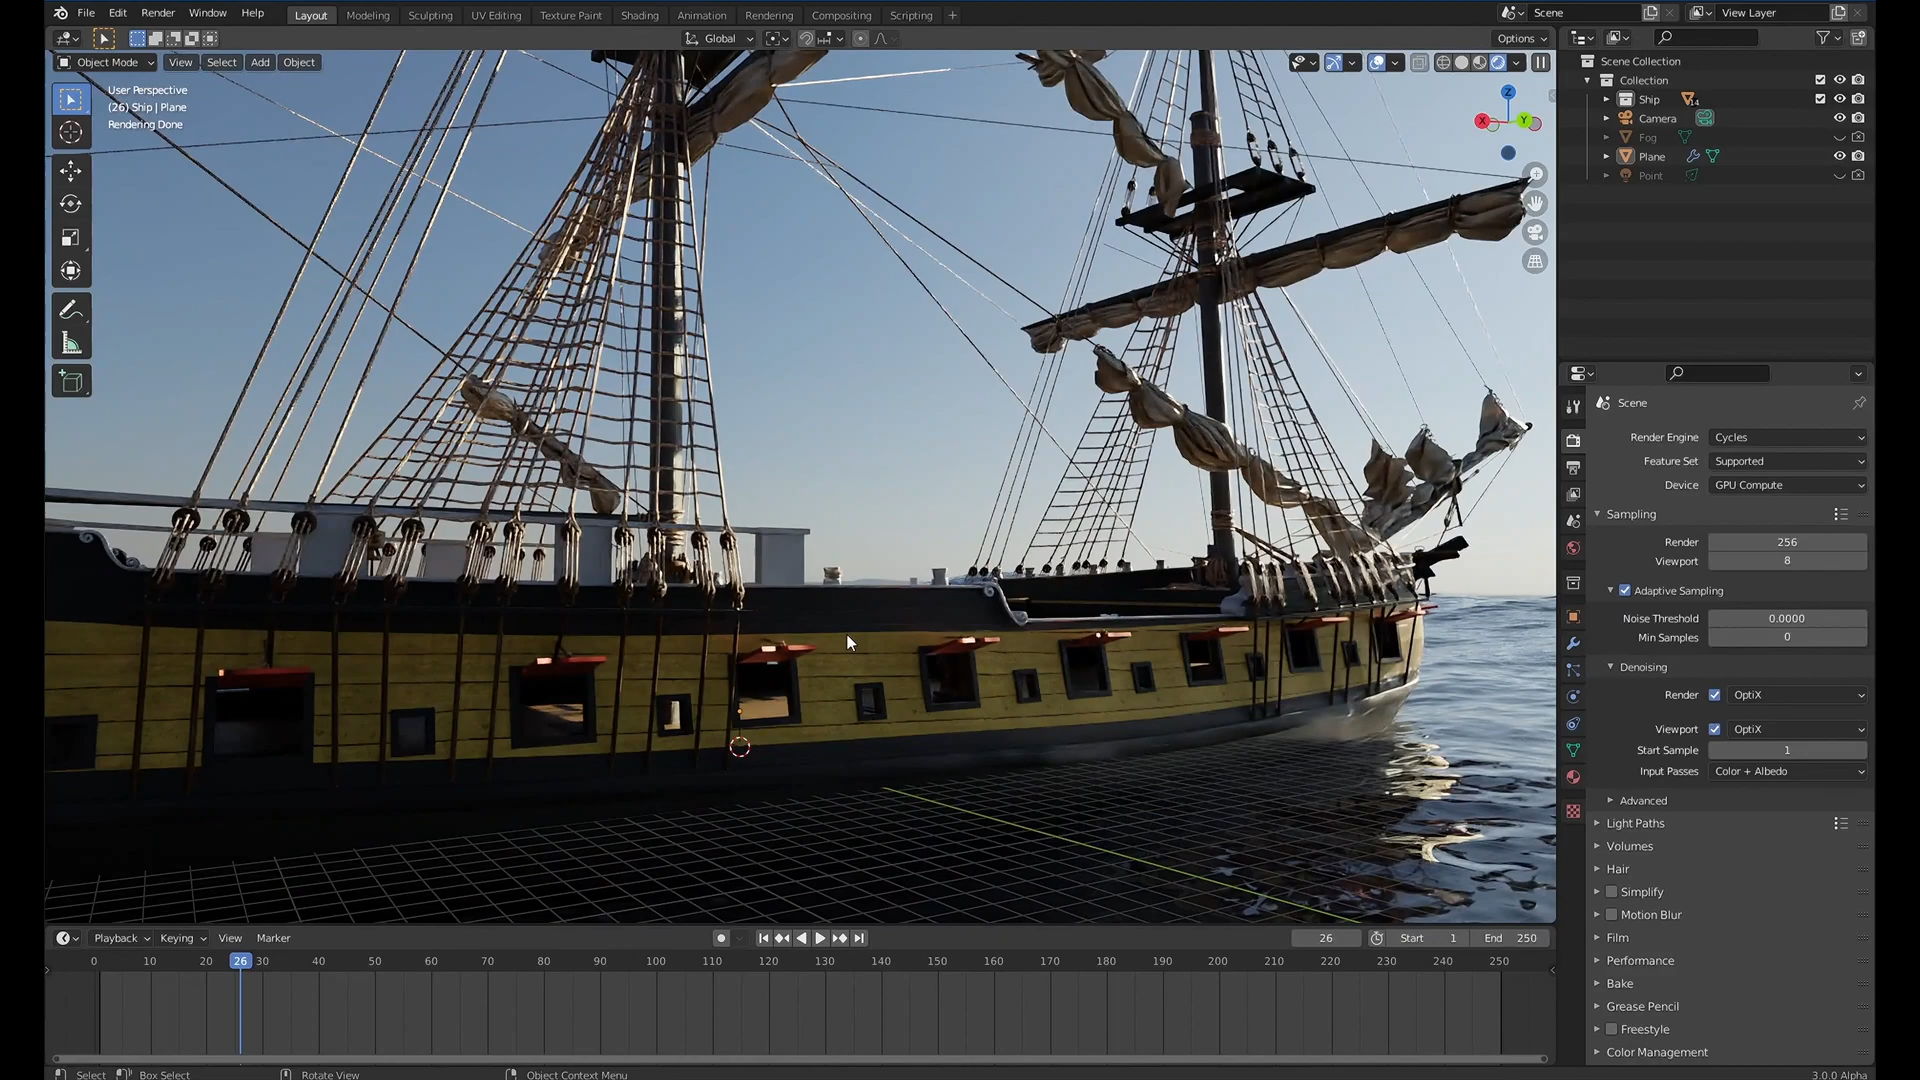 File Edit Render Window Help Layout Modeling Sculpting UV Editing Texture Paint Shading Animation Rendering Compositing Scripting + Scene View Layer
Global Options
Object Mode View Select Add Object
User Perspective
(26) Ship | Plane
Rendering Done
Z
X Y
Scene Collection
Collection
Ship 14
Camera
Fog
Plane
Point
Scene
Render Engine Cycles
Feature Set Supported
Device GPU Compute
Sampling
Render 256
Viewport 8
Adaptive Sampling
Noise Threshold 0.0000
Min Samples 0
Denoising
Render OptiX
Viewport OptiX
Start Sample 1
Input Passes Color + Albedo
Advanced
Light Paths
Volumes
Hair
Simplify
Motion Blur
Film
Performance
Bake
Grease Pencil
Freestyle
Color Management
Playback Keying View Marker 26 Start 1 End 250
0 10 20 26 30 40 50 60 70 80 90 100 110 120 130 140 150 160 170 180 190 200 210 220 230 240 250
Select Box Select Rotate View Object Context Menu 3.0.0 Alpha